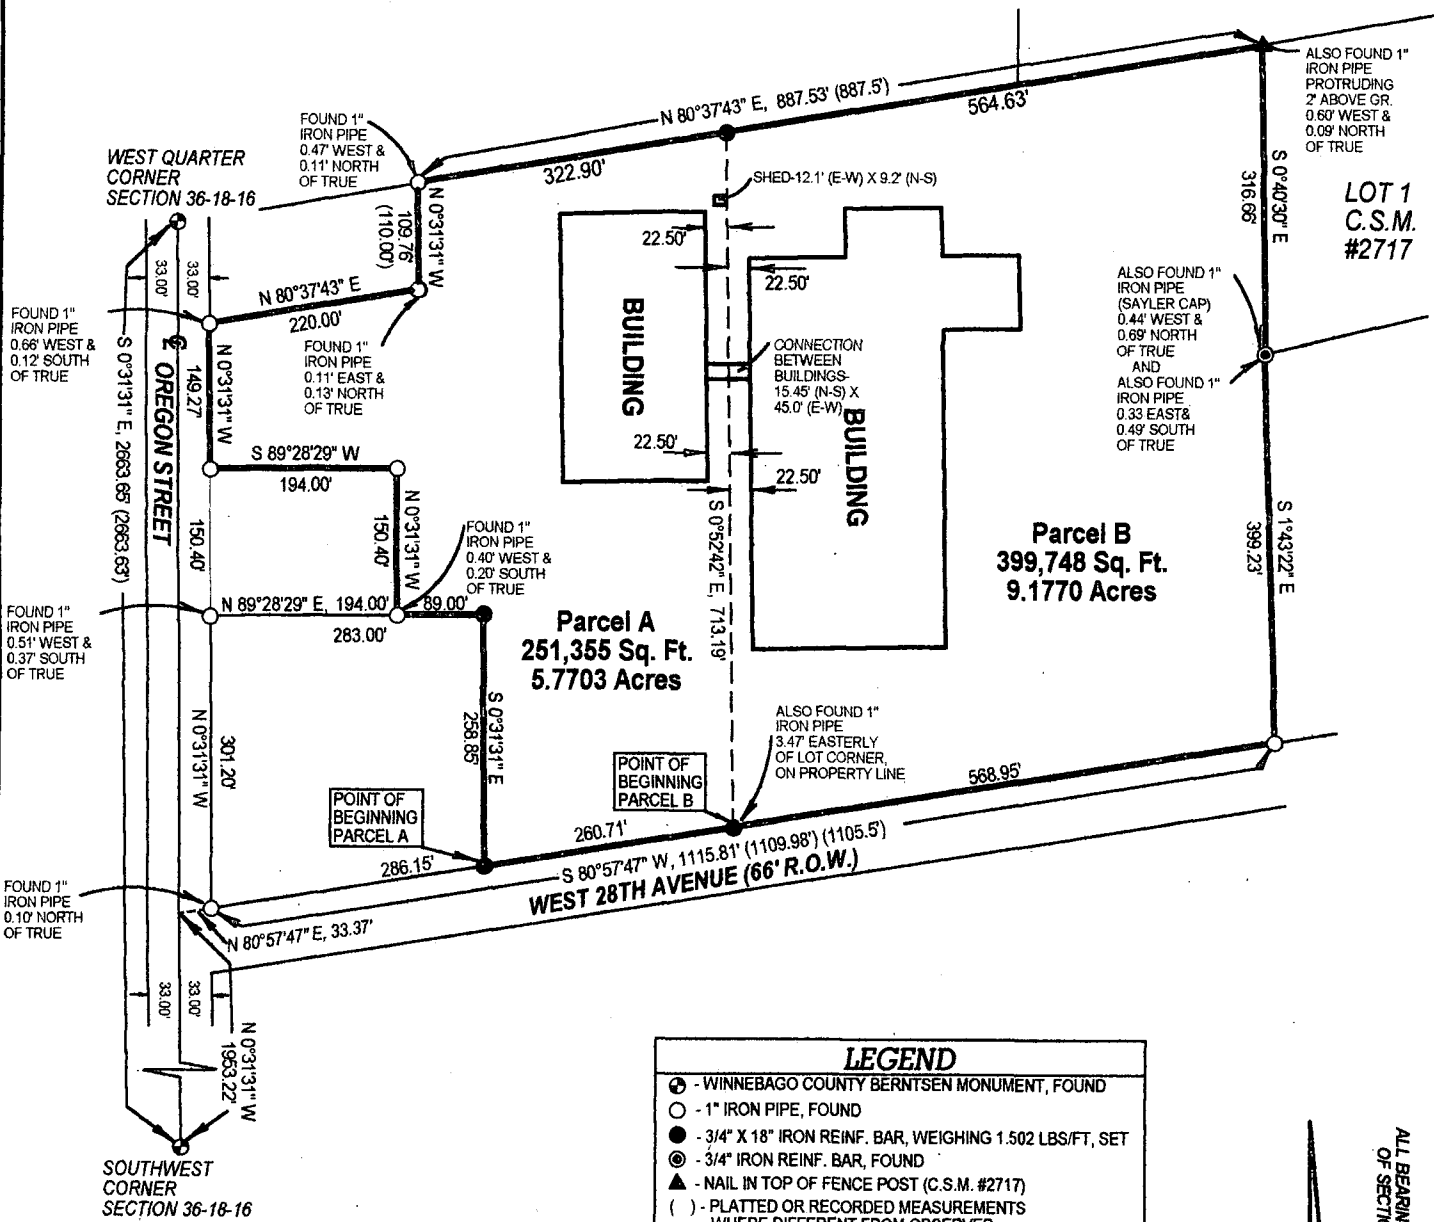 N 80°37'43" E, 887.53' (887.5')
564.63'
322.90'
ALSO FOUND 1"
IRON PIPE
PROTRUDING
2' ABOVE GR.
0.60' WEST &
0.09' NORTH
OF TRUE
FOUND 1"
IRON PIPE
0.47' WEST &
0.11' NORTH
OF TRUE
WEST QUARTER
CORNER
SECTION 36-18-16
N 0°31'31" W
109.76'
(110.00')
SHED-12.1' (E-W) X 9.2' (N-S)
S 0°40'30" E
316.66'
LOT 1
C.S.M.
#2717
22.50'
22.50'
33.00'
33.00'
N 80°37'43" E
220.00'
FOUND 1"
IRON PIPE
0.66' WEST &
0.12' SOUTH
OF TRUE
FOUND 1"
IRON PIPE
0.11' EAST &
0.13' NORTH
OF TRUE
BUILDING
CONNECTION
BETWEEN
BUILDINGS-
15.45' (N-S) X
45.0' (E-W)
BUILDING
ALSO FOUND 1"
IRON PIPE
(SAYLER CAP)
0.44' WEST &
0.69' NORTH
OF TRUE
AND
ALSO FOUND 1"
IRON PIPE
0.33 EAST&
0.49' SOUTH
OF TRUE
S 0°31'31" E, 2663.65' (2663.63')
℄ OREGON STREET
N 0°31'31" W
149.27'
S 89°28'29" W
194.00'
22.50'
22.50'
150.40'
N 0°31'31" W
150.40'
FOUND 1"
IRON PIPE
0.40' WEST &
0.20' SOUTH
OF TRUE
S 0°52'42" E, 713.19'
Parcel B
399,748 Sq. Ft.
9.1770 Acres
S 1°43'22" E
399.23'
FOUND 1"
IRON PIPE
0.51' WEST &
0.37' SOUTH
OF TRUE
N 89°28'29" E, 194.00'
89.00'
283.00'
Parcel A
251,355 Sq. Ft.
5.7703 Acres
N 0°31'31" W
301.20'
S 0°31'31" E
258.85'
ALSO FOUND 1"
IRON PIPE
3.47' EASTERLY
OF LOT CORNER,
ON PROPERTY LINE
POINT OF
BEGINNING
PARCEL B
POINT OF
BEGINNING
PARCEL A
568.95'
260.71'
286.15'
S 80°57'47" W, 1115.81' (1109.98') (1105.5')
WEST 28TH AVENUE (66' R.O.W.)
FOUND 1"
IRON PIPE
0.10' NORTH
OF TRUE
N 80°57'47" E, 33.37'
33.00'
33.00'
N 0°31'31" W
1953.22'
SOUTHWEST
CORNER
SECTION 36-18-16
LEGEND
- WINNEBAGO COUNTY BERNTSEN MONUMENT, FOUND
- 1" IRON PIPE, FOUND
- 3/4" X 18" IRON REINF. BAR, WEIGHING 1.502 LBS/FT, SET
- 3/4" IRON REINF. BAR, FOUND
- NAIL IN TOP OF FENCE POST (C.S.M. #2717)
( ) - PLATTED OR RECORDED MEASUREMENTS
WHERE DIFFERENT FROM
ALL
OF